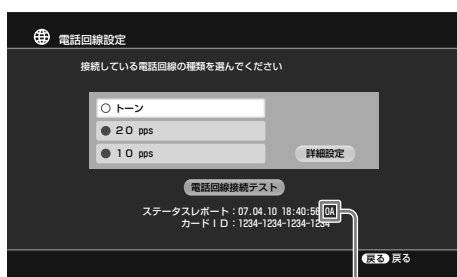 電話回線設定
接続している電話回線の種類を選んでください
トーン
20 pps
10 pps
詳細設定
電話回線接続テスト
ステータスレポート：07.04.10 18:40:56 0A
カードID：1234-1234-1234-1234
戻る 戻る